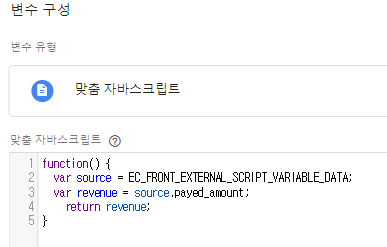 변수 구성
변수 유형
맞춤 자바스크립트
맞춤 자바스크립트 ?
1 function() {
2 var source = EC_FRONT_EXTERNAL_SCRIPT_VARIABLE_DATA;
3 var revenue = source.payed_amount;
4 return revenue;
5 }